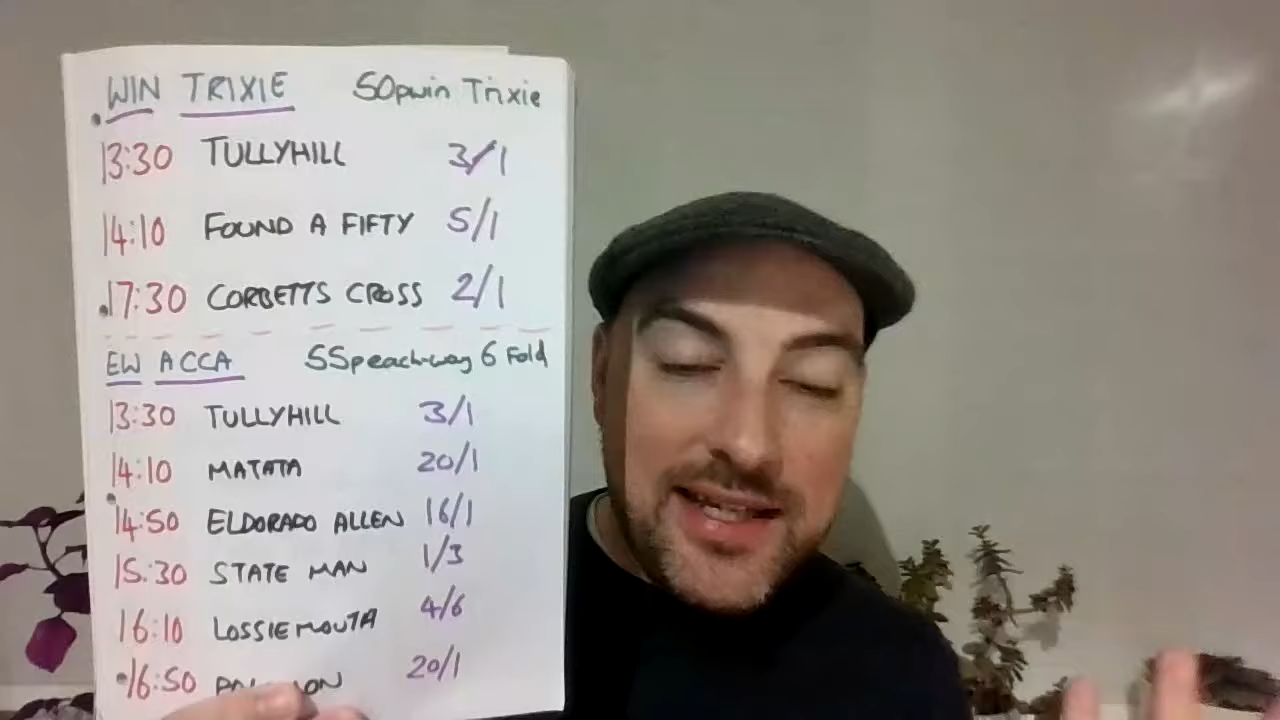 WIN TRIXIE 50pwin Trixie
13:30 TULLYHILL 3/1
14:10 FOUND A FIFTY 5/1
17:30 CORBETTS CROSS 2/1
EW ACCA 55peach-way 6 Fold
13:30 TULLYHILL 3/1
14:10 MATATA 20/1
14:50 ELDORADO ALLEN 16/1
15:30 STATE MAN 1/3
16:10 LOSSIEMOUTH 4/6
16:50 20/1